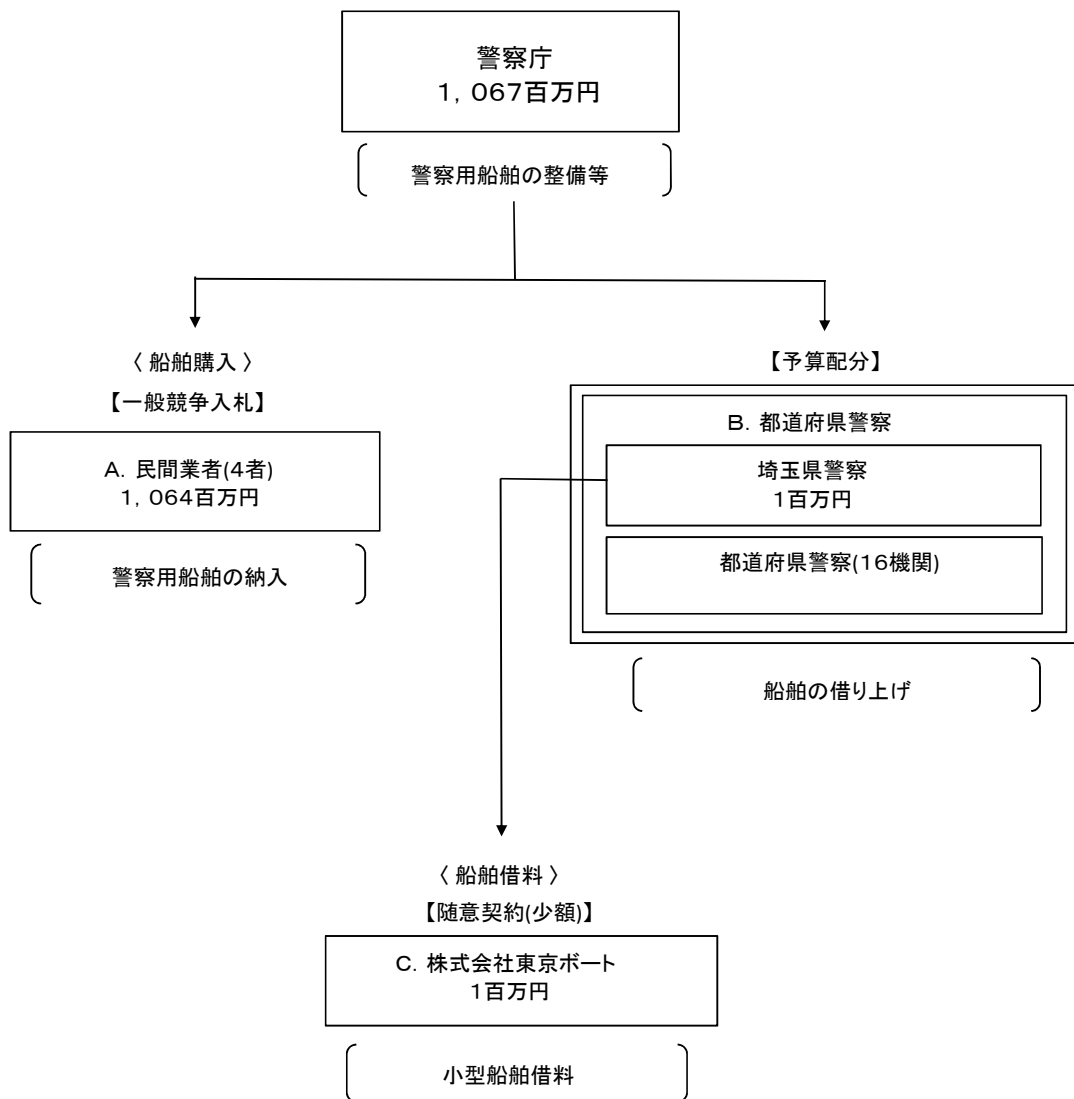 警察庁
1，067百万円
警察用船舶の整備等
〈 船舶購入 〉
【一般競争入札】
A．民間業者(4者)
1，064百万円
警察用船舶の納入
【予算配分】
B．都道府県警察
埼玉県警察
1百万円
都道府県警察(16機関)
船舶の借り上げ
〈 船舶借料 〉
【随意契約(少額)】
C．株式会社東京ボート
1百万円
小型船舶借料